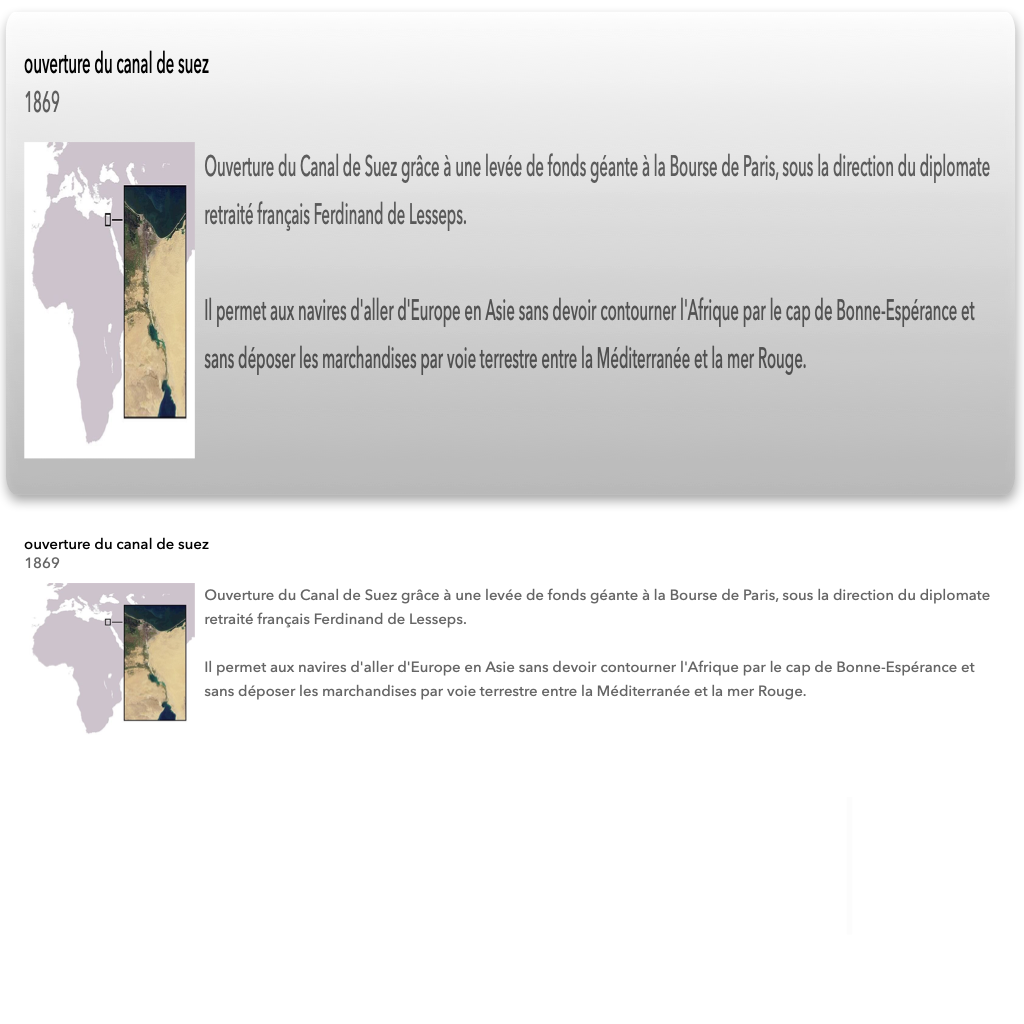 ouverture du canal de suez
1869
Ouverture du Canal de Suez grâce à une levée de fonds géante à la Bourse de Paris, sous la direction du diplomate
retraité français Ferdinand de Lesseps.
Il permet aux navires d'aller d'Europe en Asie sans devoir contourner l'Afrique par le cap de Bonne-Espérance et
sans déposer les marchandises par voie terrestre entre la Méditerranée et la mer Rouge.
ouverture du canal de suez
1869
Ouverture du Canal de Suez grâce à une levée de fonds géante à la Bourse de Paris, sous la direction du diplomate
retraité français Ferdinand de Lesseps.
Il permet aux navires d'aller d'Europe en Asie sans devoir contourner l'Afrique par le cap de Bonne-Espérance et
sans déposer les marchandises par voie terrestre entre la Méditerranée et la mer Rouge.